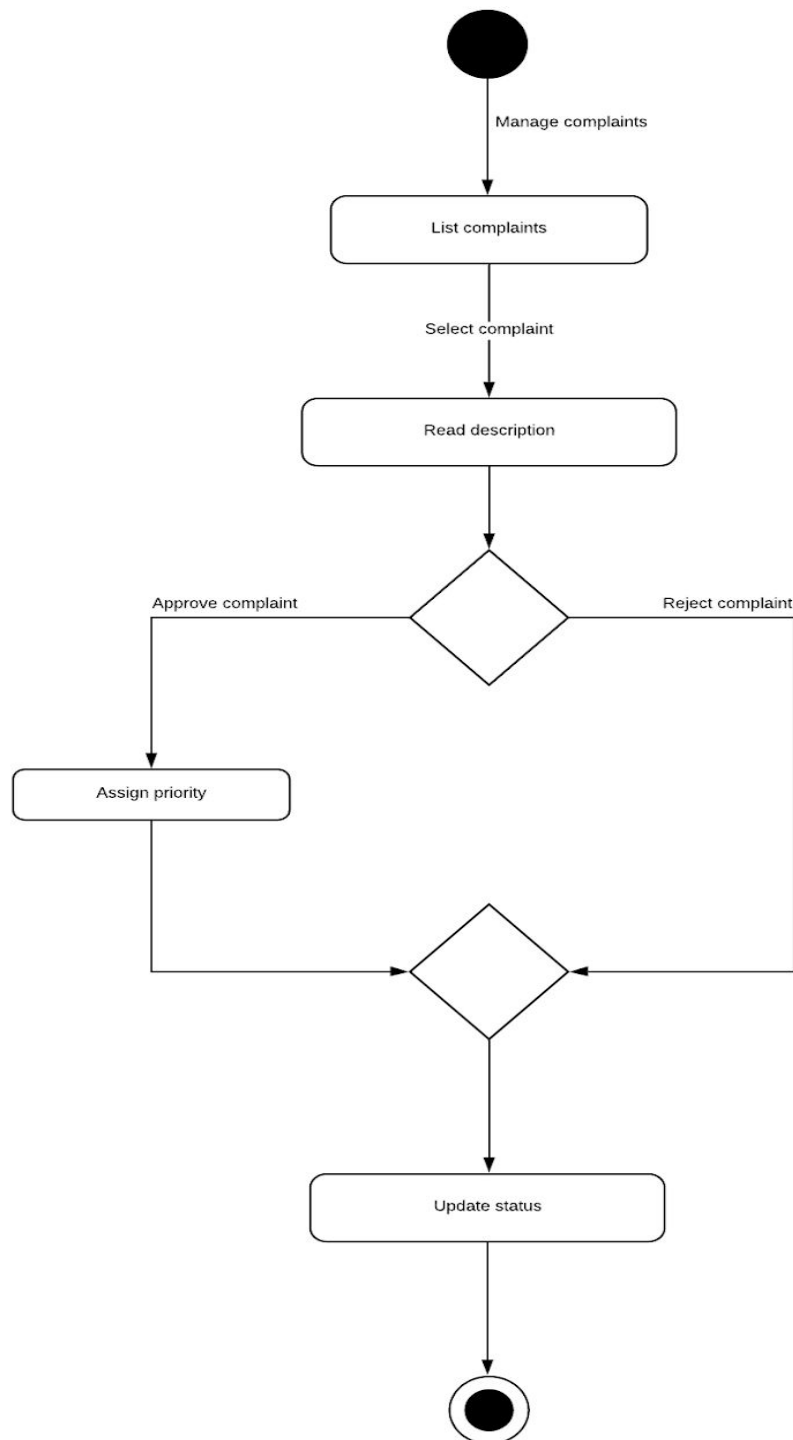 Manage complaints
List complaints
Select complaint
Read description
Approve complaint
Reject complaint
Assign priority
Update status